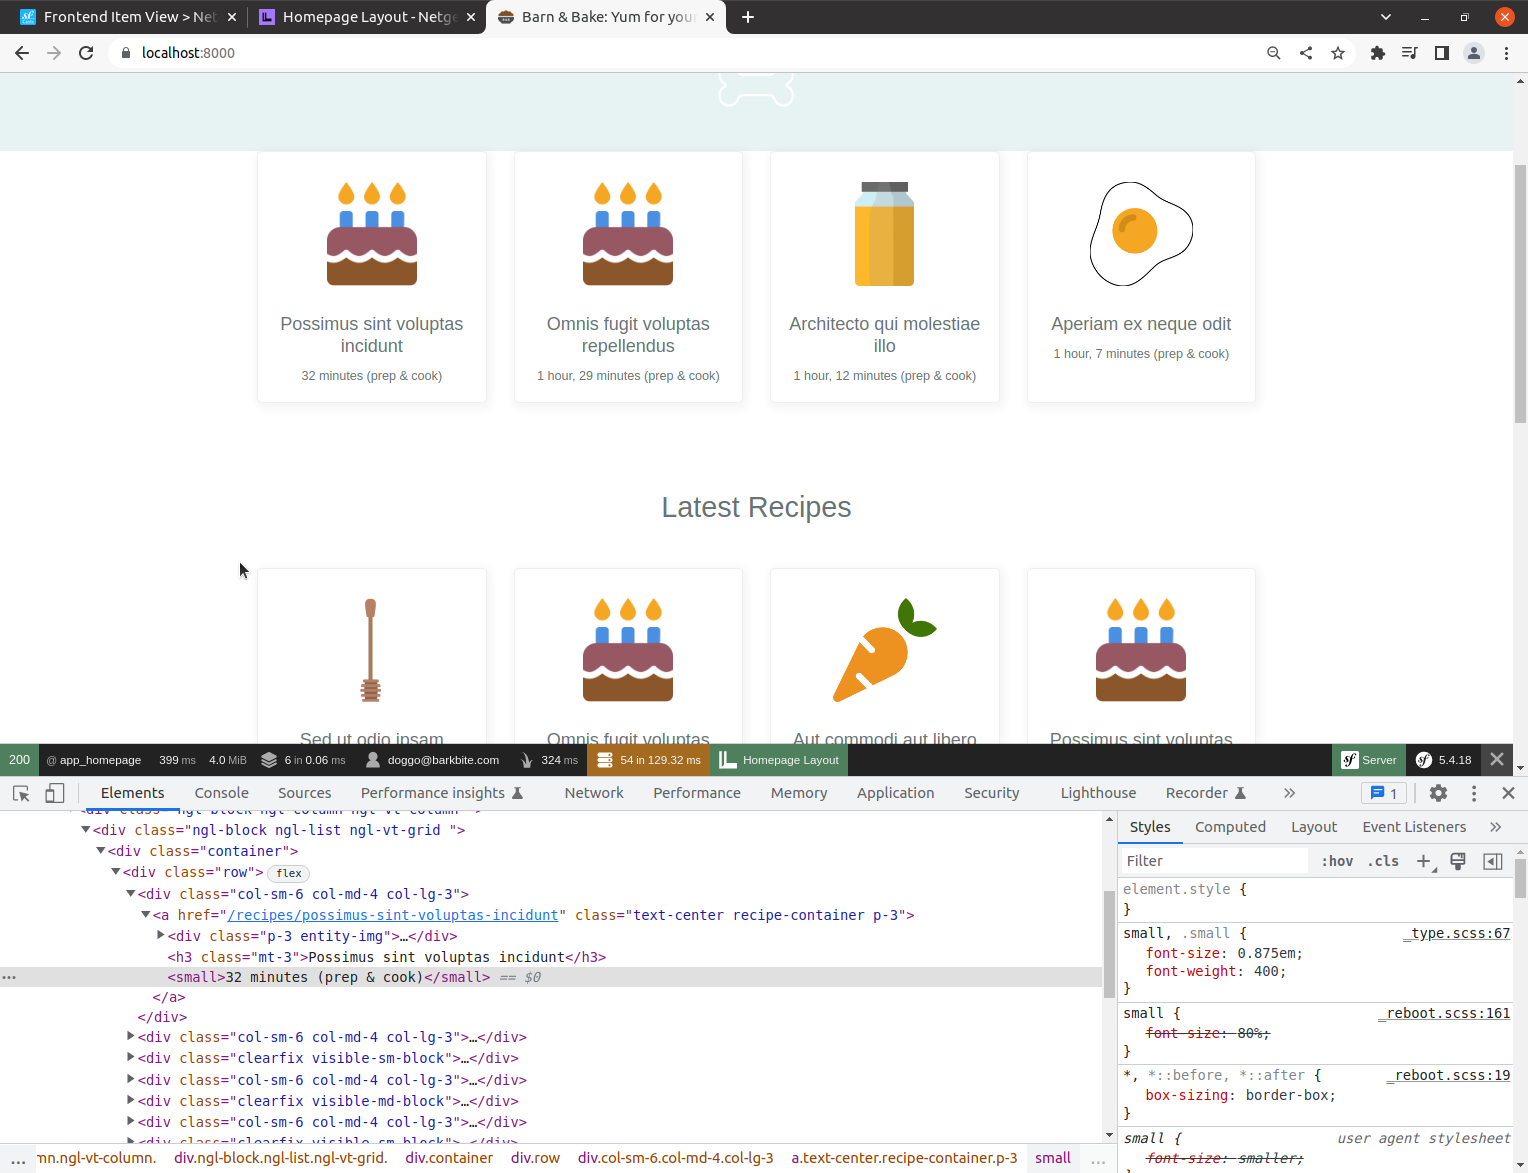 Frontend Item View > Net
Homepage Layout - Netge
Barn & Bake: Yum for your
localhost:8000
Possimus sint voluptas incidunt
32 minutes (prep & cook)
Omnis fugit voluptas repellendus
1 hour, 29 minutes (prep & cook)
Architecto qui molestiae illo
1 hour, 12 minutes (prep & cook)
Aperiam ex neque odit
1 hour, 7 minutes (prep & cook)
Latest Recipes
Sed ut odio ipsam
Omnis fugit voluptas
Aut commodi aut libero
Possimus sint voluptas
200 @ app_homepage 399 ms 4.0 MiB 6 in 0.06 ms doggo@barkbite.com 324 ms 54 in 129.32 ms Homepage Layout Server 5.4.18
Elements Console Sources Performance insights Network Performance Memory Application Security Lighthouse Recorder » 1
<div class="ngl-block ngl-list ngl-vt-grid ">
<div class="container">
<div class="row"> flex
<div class="col-sm-6 col-md-4 col-lg-3">
<a href="/recipes/possimus-sint-voluptas-incidunt" class="text-center recipe-container p-3">
<div class="p-3 entity-img">…</div>
<h3 class="mt-3">Possimus sint voluptas incidunt</h3>
<small>32 minutes (prep & cook)</small> == $0
</a>
</div>
<div class="col-sm-6 col-md-4 col-lg-3">…</div>
<div class="clearfix visible-sm-block">…</div>
<div class="col-sm-6 col-md-4 col-lg-3">…</div>
<div class="clearfix visible-md-block">…</div>
<div class="col-sm-6 col-md-4 col-lg-3">…</div>
<div class="clearfix visible-sm-block">…</div>
... mn.ngl-vt-column. div.ngl-block.ngl-list.ngl-vt-grid. div.container div.row div.col-sm-6.col-md-4.col-lg-3 a.text-center.recipe-container.p-3 small ...
Styles Computed Layout Event Listeners »
Filter :hov .cls
element.style {
}
small, .small { _type.scss:67
font-size: 0.875em;
font-weight: 400;
}
small { _reboot.scss:161
font-size: 80%;
}
*, *::before, *::after { _reboot.scss:19
box-sizing: border-box;
}
small { user agent stylesheet
font-size: smaller;